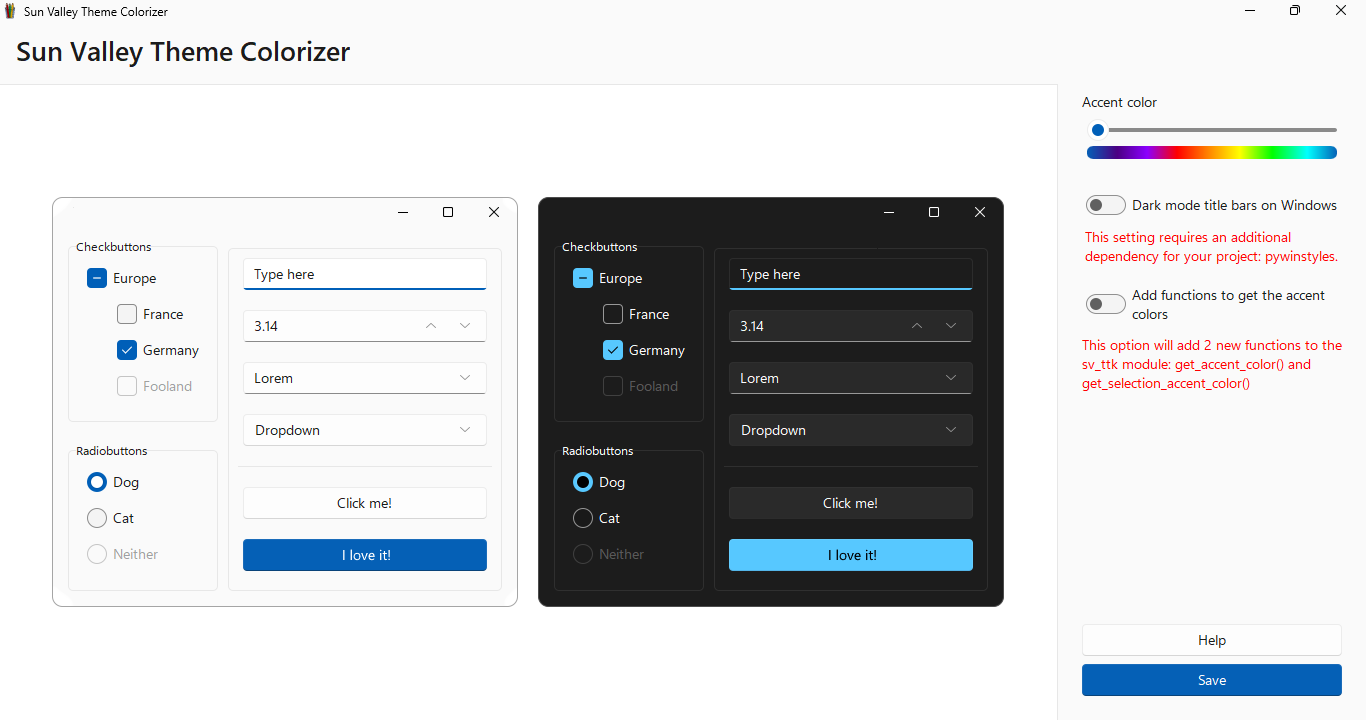 Sun Valley Theme Colorizer
Sun Valley Theme Colorizer
Checkbuttons
Europe
France
Germany
Fooland
Radiobuttons
Dog
Cat
Neither
Type here
3.14
Lorem
Dropdown
Click me!
I love it!
Checkbuttons
Europe
France
Germany
Fooland
Radiobuttons
Dog
Cat
Neither
Type here
3.14
Lorem
Dropdown
Click me!
I love it!
Accent color
Dark mode title bars on Windows
This setting requires an additional
dependency for your project: pywinstyles.
Add functions to get the accent
colors
This option will add 2 new functions to the
sv_ttk module: get_accent_color() and
get_selection_accent_color()
Help
Save